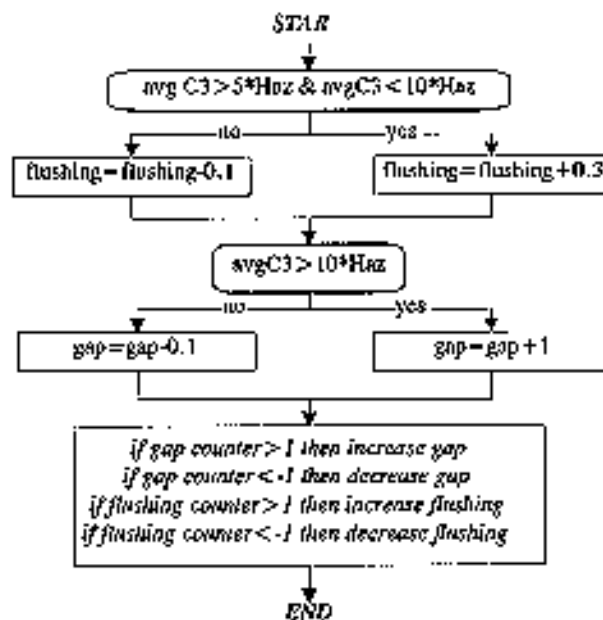 STAR
avg C3>5*Haz & avgC3<10*Haz
no yes
flushing=flushing-0.1 flushing=flushing+0.3
avgC3>10*Haz
no yes
gap=gap-0.1 gap=gap+1
if gap counter>1 then increase gap
if gap counter<-1 then decrease gap
if flushing counter>1 then increase flushing
if flushing counter<-1 then decrease flushing
END